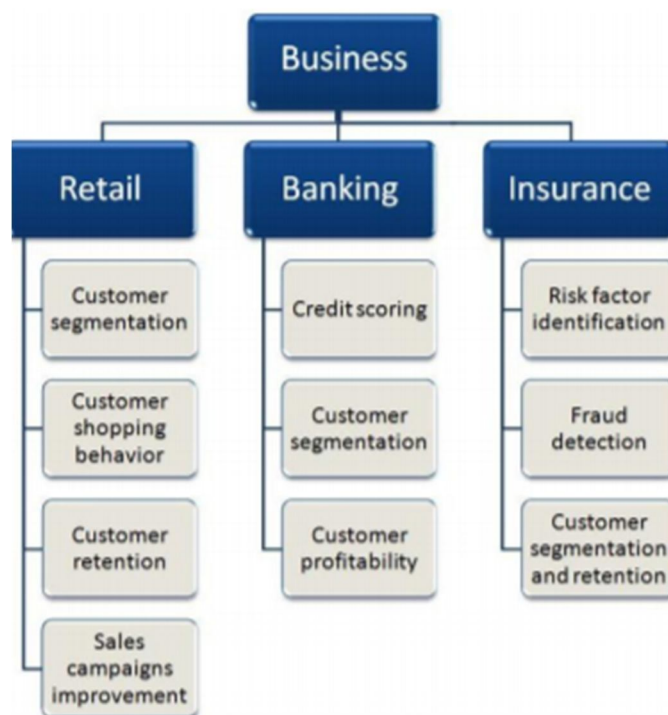 Business
Retail
Customer
segmentation
Customer
shopping
behavior
Customer
retention
Sales
campaigns
improvement
Banking
Credit scoring
Customer
segmentation
Customer
profitability
Insurance
Risk factor
identification
Fraud
detection
Customer
segmentation
and retention